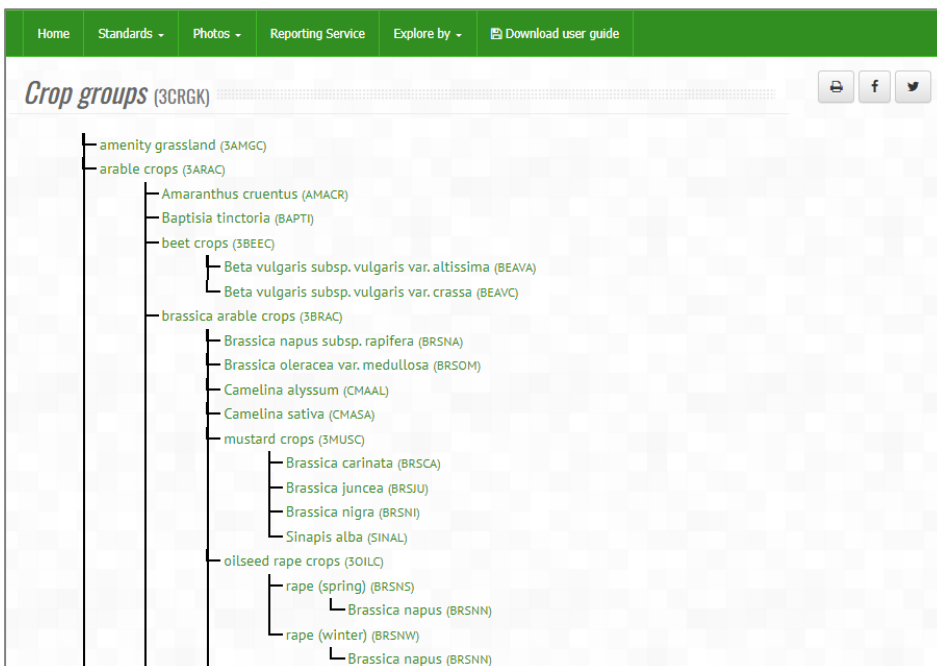 Home Standards Photos Reporting Service Explore by Download user guide
Crop groups (3CRGK)
amenity grassland (3AMGC)
arable crops (3ARAC)
Amaranthus cruentus (AMACR)
Baptisia tinctoria (BAPTI)
beet crops (3BEEC)
Beta vulgaris subsp. vulgaris var. altissima (BEAVA)
Beta vulgaris subsp. vulgaris var. crassa (BEAVC)
brassica arable crops (3BRAC)
Brassica napus subsp. rapifera (BRSNA)
Brassica oleracea var. medullosa (BRSOM)
Camelina alyssum (CMAAL)
Camelina sativa (CMASA)
mustard crops (3MUSC)
Brassica carinata (BRSCA)
Brassica juncea (BRSJU)
Brassica nigra (BRSNI)
Sinapis alba (SINAL)
oilseed rape crops (3OILC)
rape (spring) (BRSNS)
Brassica napus (BRSNN)
rape (winter) (BRSNW)
Brassica napus (BRSNN)